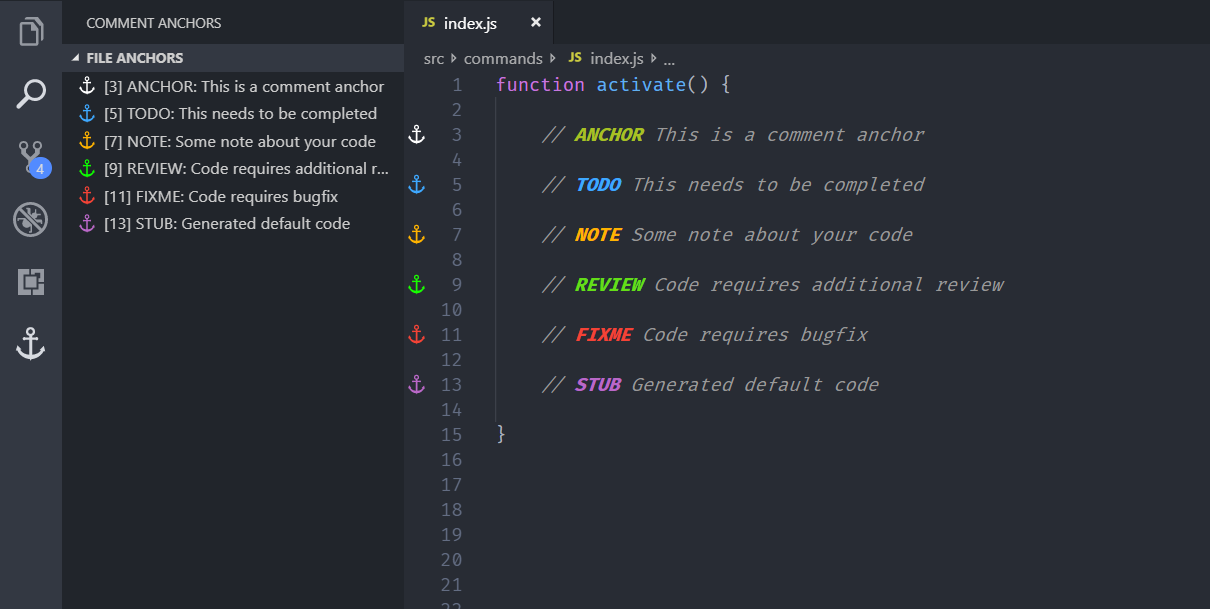 COMMENT ANCHORS
FILE ANCHORS
[3] ANCHOR: This is a comment anchor
[5] TODO: This needs to be completed
[7] NOTE: Some note about your code
[9] REVIEW: Code requires additional r...
[11] FIXME: Code requires bugfix
[13] STUB: Generated default code
4
JS index.js ×
src commands JS index.js ...
1 function activate() {
2
3 // ANCHOR This is a comment anchor
4
5 // TODO This needs to be completed
6
7 // NOTE Some note about your code
8
9 // REVIEW Code requires additional review
10
11 // FIXME Code requires bugfix
12
13 // STUB Generated default code
14
15 }
16
17
18
19
20
21
22